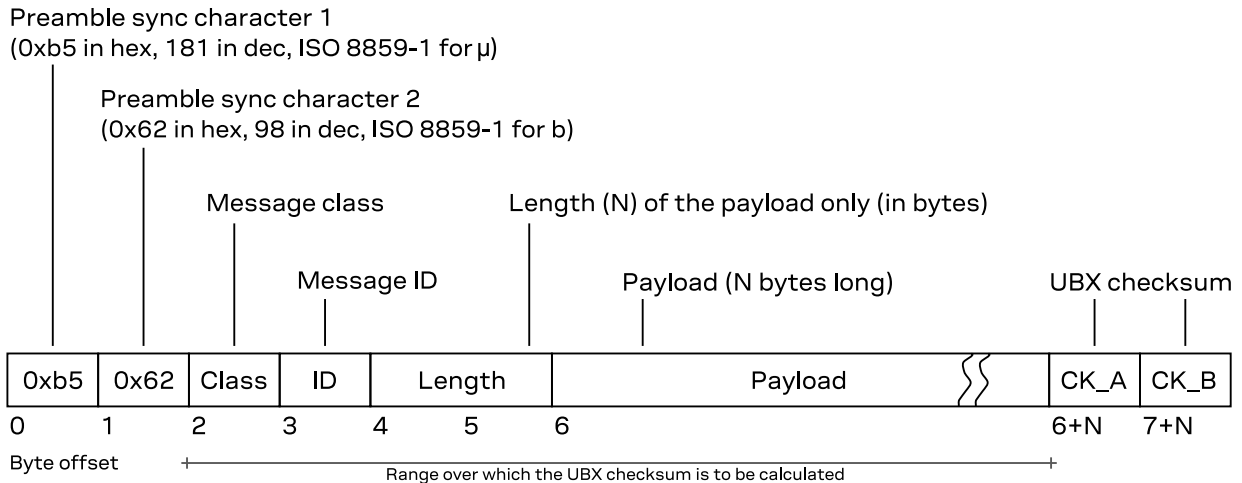 Preamble sync character 1
(0xb5 in hex, 181 in dec, ISO 8859-1 for µ)
Preamble sync character 2
(0x62 in hex, 98 in dec, ISO 8859-1 for b)
Message class
Length (N) of the payload only (in bytes)
Message ID
Payload (N bytes long)
UBX checksum
0xb5 0x62 Class ID Length Payload CK_A CK_B
0 1 2 3 4 5 6 6+N 7+N
Byte offset
Range over which the UBX checksum is to be calculated